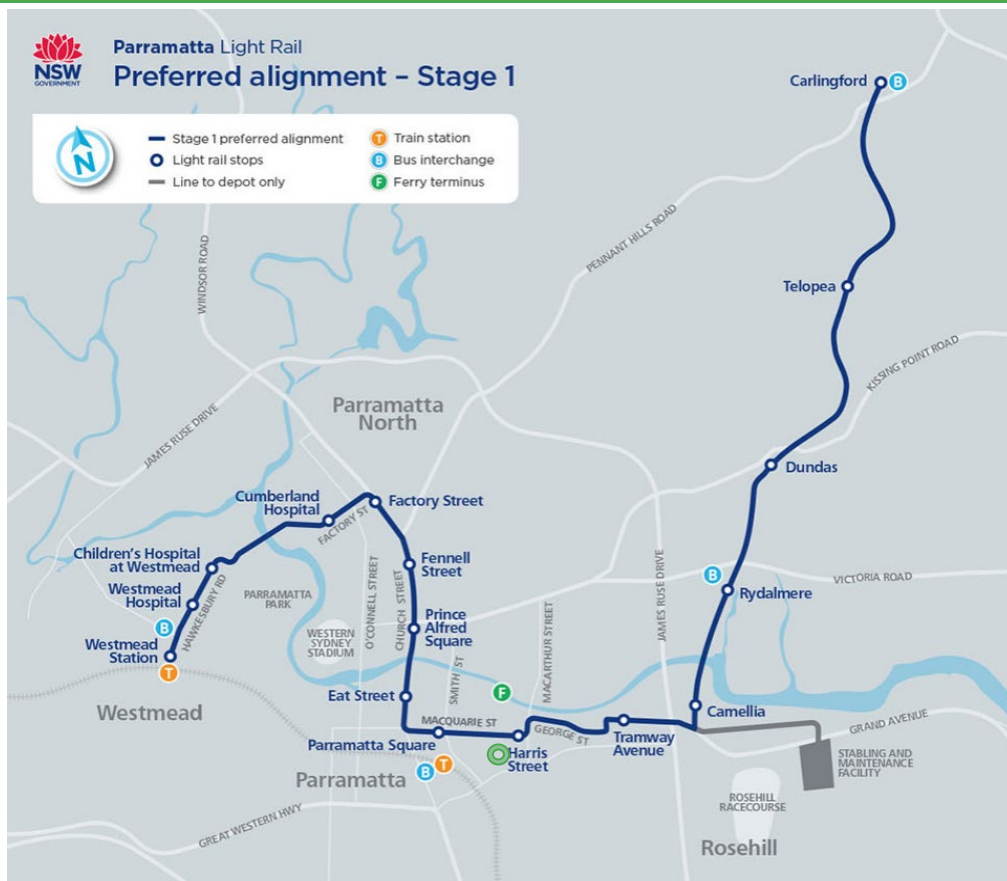 NSW
GOVERNMENT
Parramatta Light Rail
Preferred alignment – Stage 1
N
Stage 1 preferred alignment
Light rail stops
Line to depot only
T Train station
B Bus interchange
F Ferry terminus
Carlingford
B
PENNANT HILLS ROAD
WINDSOR ROAD
Telopea
KISSING POINT ROAD
JAMES RUSE DRIVE
Parramatta
North
Dundas
Cumberland
Hospital
Factory Street
FACTORY ST
Children's Hospital
at Westmead
Fennell
Street
B
VICTORIA ROAD
Rydalmere
Westmead
Hospital
HAWKESBURY RD
PARRAMATTA
PARK
O'CONNELL STREET
CHURCH STREET
Prince
Alfred
Square
JAMES RUSE DRIVE
B
WESTERN
SYDNEY
STADIUM
Westmead
Station
T
SMITH ST
MACARTHUR STREET
Eat Street
F
Westmead
Camellia
MACQUARIE ST
GEORGE ST
GRAND AVENUE
Parramatta Square
Harris
Street
Tramway
Avenue
STABLING AND
MAINTENANCE
FACILITY
T
B
Parramatta
ROSEHILL
RACECOURSE
GREAT WESTERN HWY
Rosehill